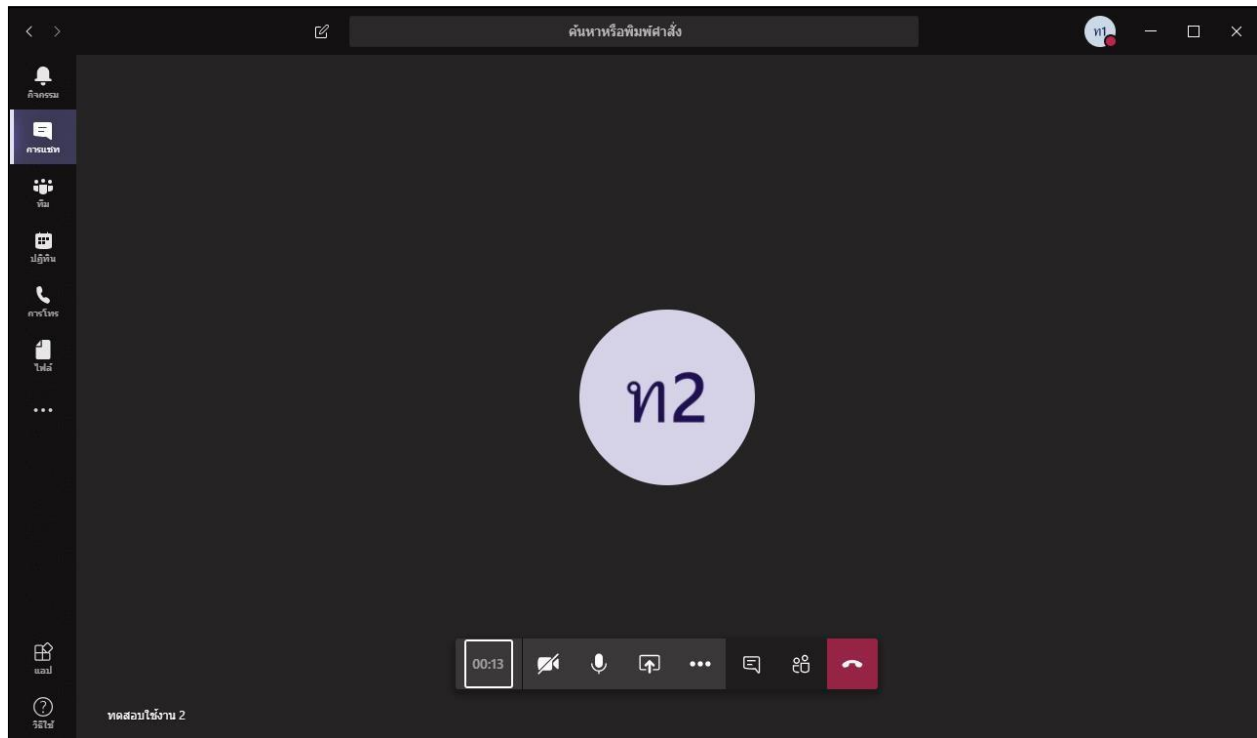 ค้นหาหรือพิมพ์คำสั่ง
ท1
กิจกรรม
การแชท
ทีม
ปฏิทิน
การโทร
ไฟล์
ท2
00:13
แอป
วิธีใช้
ทดสอบใช้งาน 2